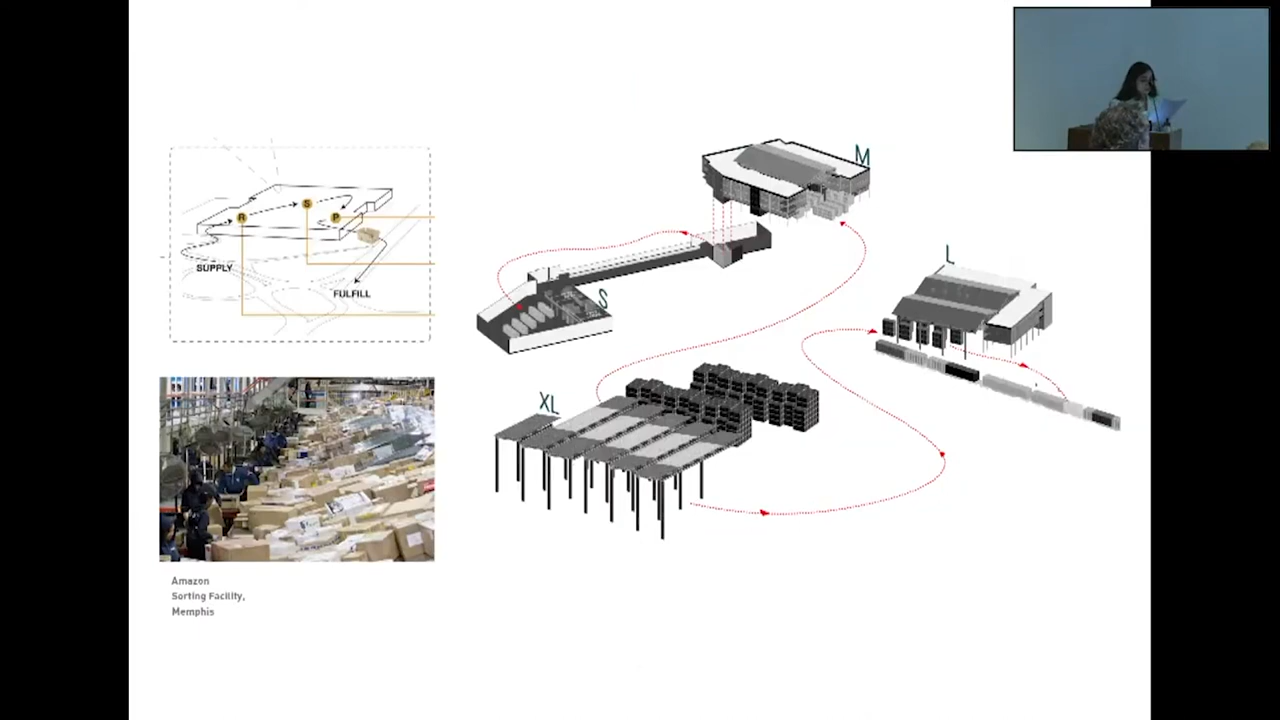 R
S
P
SUPPLY
FULFILL
Amazon
Sorting Facility,
Memphis
M
S
L
XL